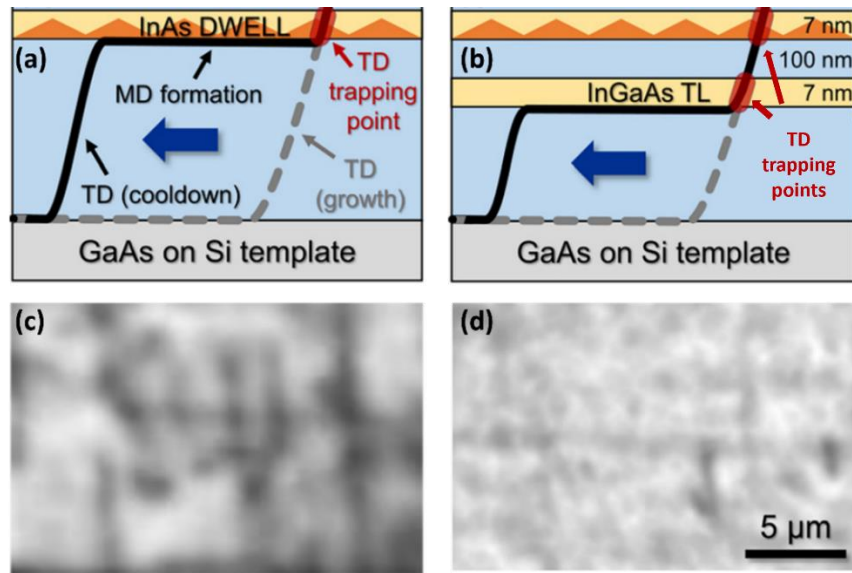 (a)
InAs DWELL
MD formation
TD
trapping
point
TD (cooldown)
TD
(growth)
GaAs on Si template
(b)
7 nm
100 nm
InGaAs TL
7 nm
TD
trapping
points
GaAs on Si template
(c)
(d)
5 μm